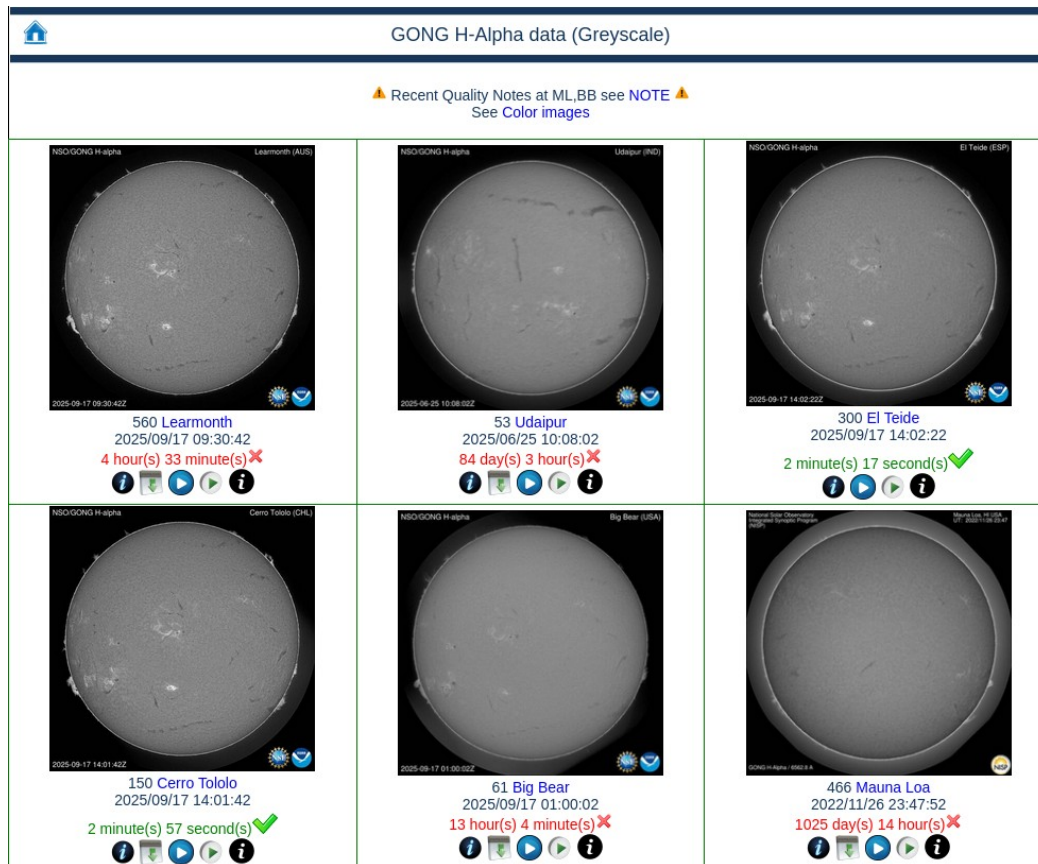 GONG H-Alpha data (Greyscale)
Recent Quality Notes at ML,BB see NOTE
See Color images
NSO/GONG H-alpha
Learmonth (AUS)
2025-09-17 09:30:42Z
560 Learmonth
2025/09/17 09:30:42
4 hour(s) 33 minute(s)
NSO/GONG H-alpha
Udaipur (IND)
2025-06-25 10:08:02Z
53 Udaipur
2025/06/25 10:08:02
84 day(s) 3 hour(s)
NSO/GONG H-alpha
El Teide (ESP)
2025-09-17 14:02:22Z
300 El Teide
2025/09/17 14:02:22
2 minute(s) 17 second(s)
NSO/GONG H-alpha
Cerro Tololo (CHL)
2025-09-17 14:01:42Z
150 Cerro Tololo
2025/09/17 14:01:42
2 minute(s) 57 second(s)
NSO/GONG H-alpha
Big Bear (USA)
2025-09-17 01:00:02Z
61 Big Bear
2025/09/17 01:00:02
13 hour(s) 4 minute(s)
National Solar Observatory
Integrated Synoptic Program
(NISP)
Mauna Loa, HI USA
UT: 2022/11/26 23:47
GONG H-Alpha / 6562.8 A
NISP
466 Mauna Loa
2022/11/26 23:47:52
1025 day(s) 14 hour(s)